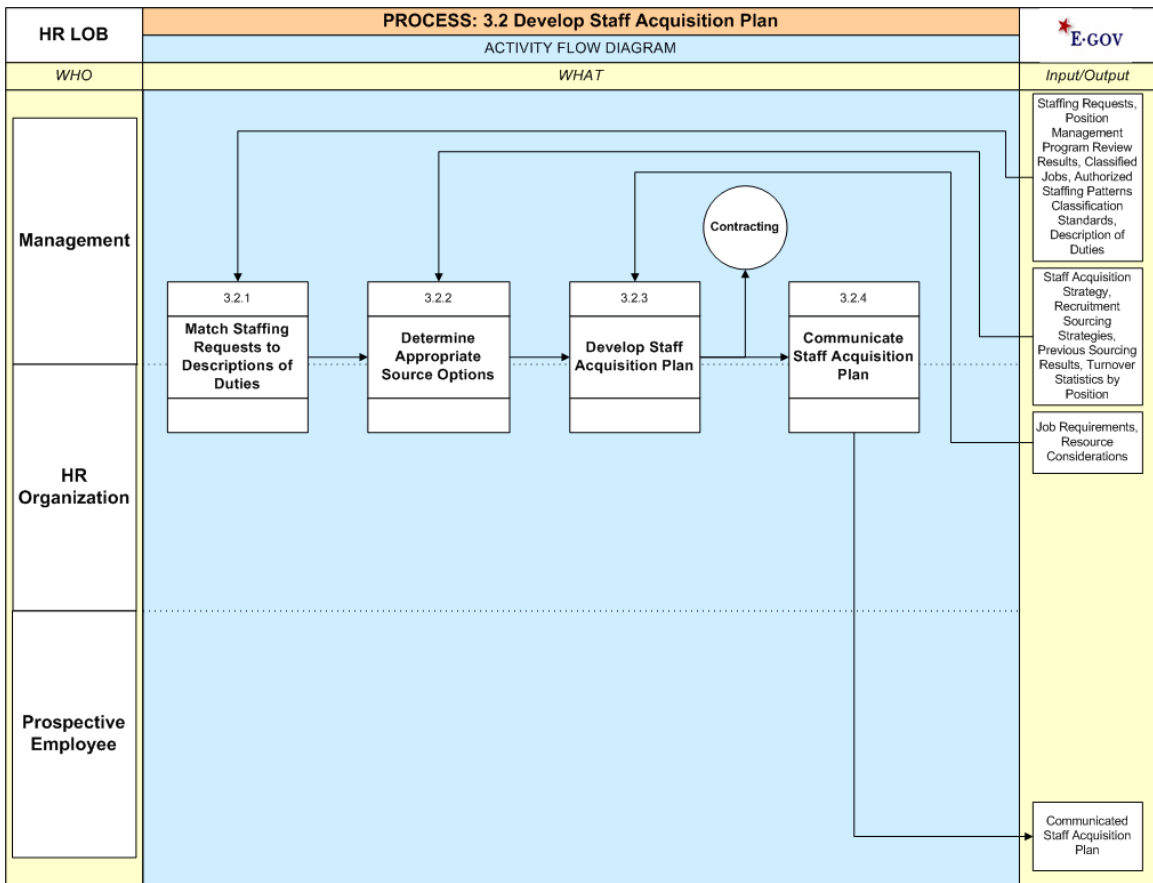 HR LOB
PROCESS: 3.2 Develop Staff Acquisition Plan
ACTIVITY FLOW DIAGRAM
E-GOV
WHO
WHAT
Input/Output
Management
HR
Organization
Prospective
Employee
3.2.1
Match Staffing
Requests to
Descriptions of
Duties
3.2.2
Determine
Appropriate
Source Options
3.2.3
Develop Staff
Acquisition Plan
Contracting
3.2.4
Communicate
Staff Acquisition
Plan
Staffing Requests,
Position
Management
Program Review
Results, Classified
Jobs, Authorized
Staffing Patterns
Classification
Standards,
Description of
Duties
Staff Acquisition
Strategy,
Recruitment
Sourcing
Strategies,
Previous Sourcing
Results, Turnover
Statistics by
Position
Job Requirements,
Resource
Considerations
Communicated
Staff Acquisition
Plan